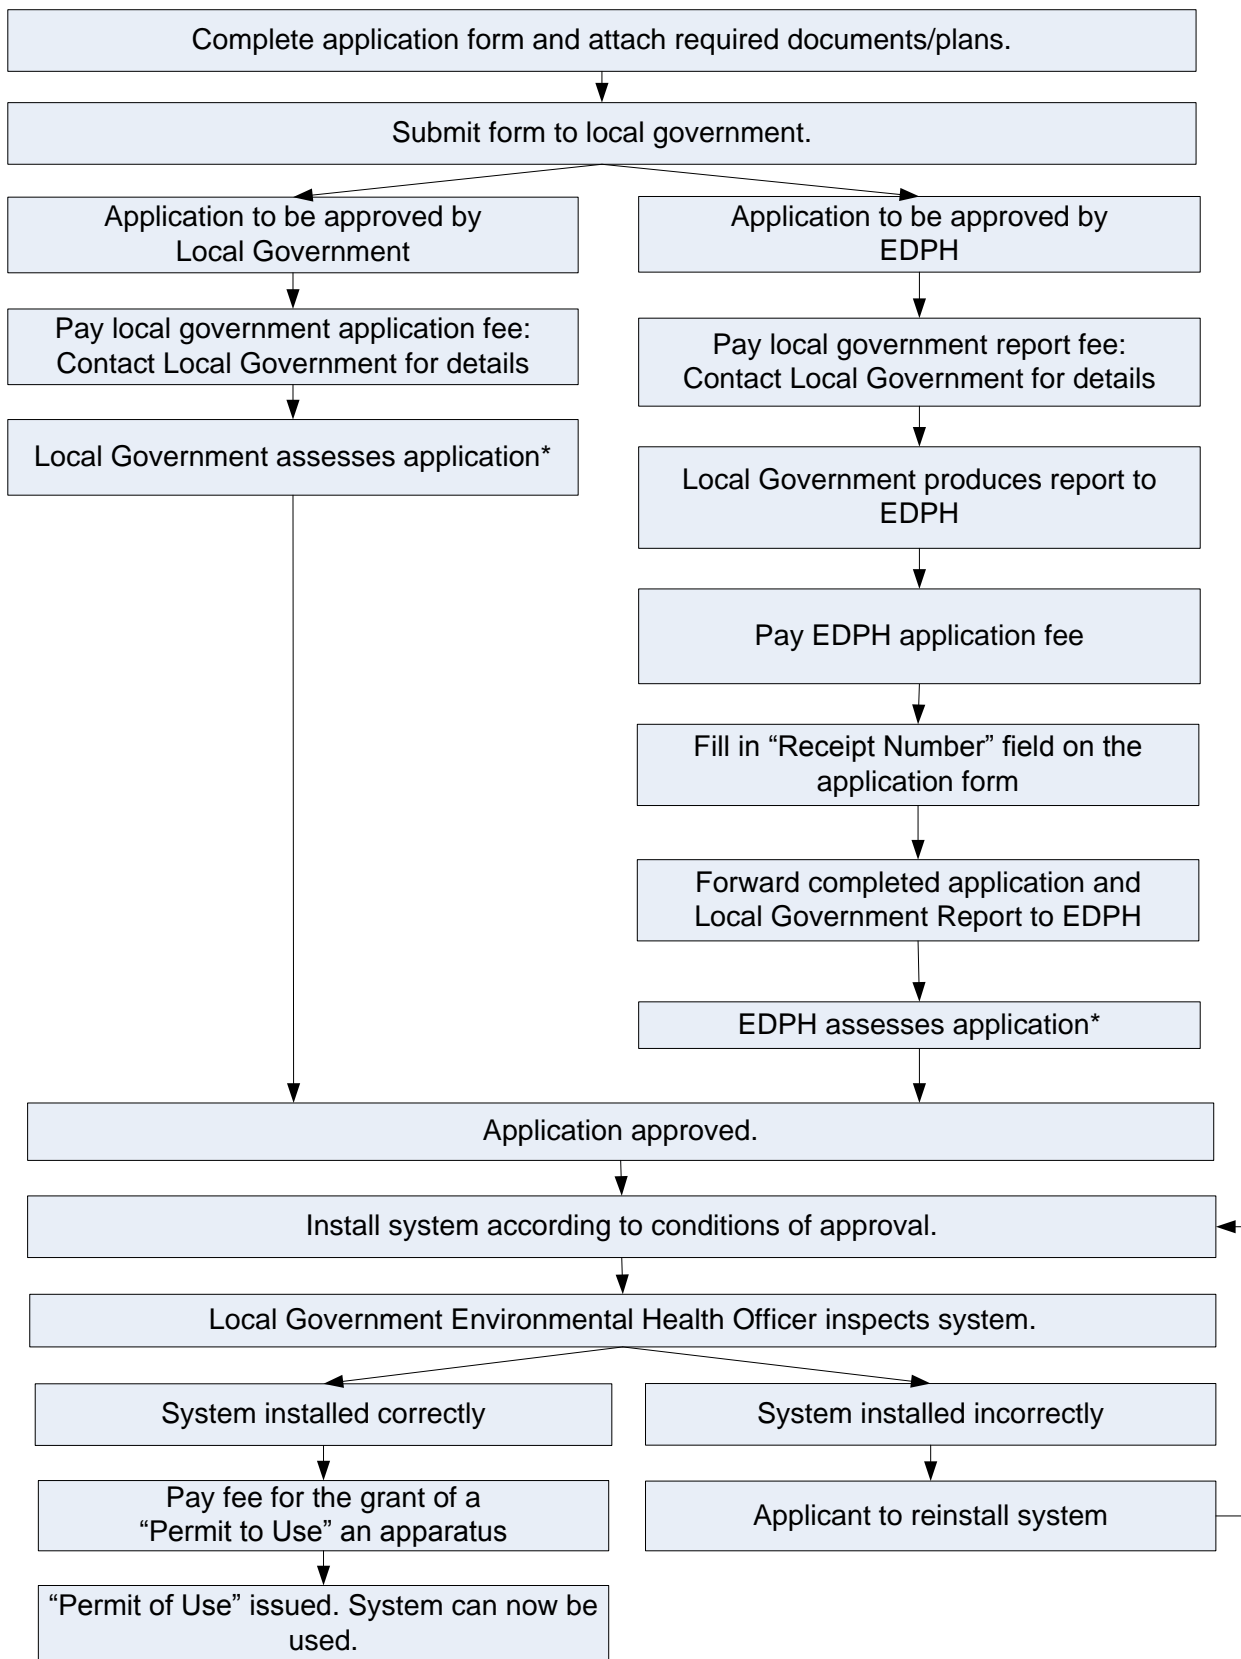 Complete application form and attach required documents/plans.
Submit form to local government.
Application to be approved by
Local Government
Pay local government application fee:
Contact Local Government for details
Local Government assesses application*
Application to be approved by
EDPH
Pay local government report fee:
Contact Local Government for details
Local Government produces report to
EDPH
Pay EDPH application fee
Fill in “Receipt Number” field on the
application form
Forward completed application and
Local Government Report to EDPH
EDPH assesses application*
Application approved.
Install system according to conditions of approval.
Local Government Environmental Health Officer inspects system.
System installed correctly
Pay fee for the grant of a
“Permit to Use” an apparatus
“Permit of Use” issued. System can now be
used.
System installed incorrectly
Applicant to reinstall system